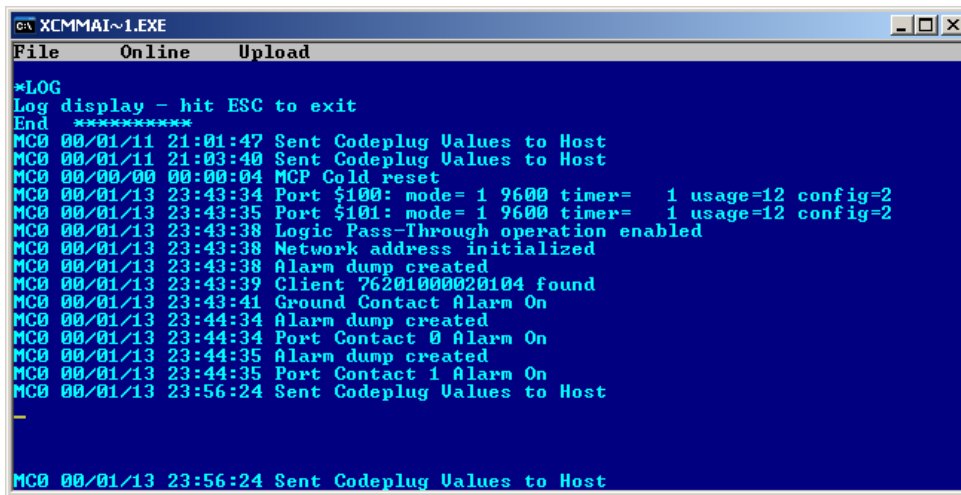 XCMMAI~1.EXE
File Online Upload
*LOG
Log display - hit ESC to exit
End **********
MC0 00/01/11 21:01:47 Sent Codeplug Values to Host
MC0 00/01/11 21:03:40 Sent Codeplug Values to Host
MC0 00/00/00 00:00:04 MCP Cold reset
MC0 00/01/13 23:43:34 Port $100: mode= 1 9600 timer=   1 usage=12 config=2
MC0 00/01/13 23:43:35 Port $101: mode= 1 9600 timer=   1 usage=12 config=2
MC0 00/01/13 23:43:38 Logic Pass-Through operation enabled
MC0 00/01/13 23:43:38 Network address initialized
MC0 00/01/13 23:43:38 Alarm dump created
MC0 00/01/13 23:43:39 Client 76201000020104 found
MC0 00/01/13 23:43:41 Ground Contact Alarm On
MC0 00/01/13 23:44:34 Alarm dump created
MC0 00/01/13 23:44:34 Port Contact 0 Alarm On
MC0 00/01/13 23:44:35 Alarm dump created
MC0 00/01/13 23:44:35 Port Contact 1 Alarm On
MC0 00/01/13 23:56:24 Sent Codeplug Values to Host
MC0 00/01/13 23:56:24 Sent Codeplug Values to Host